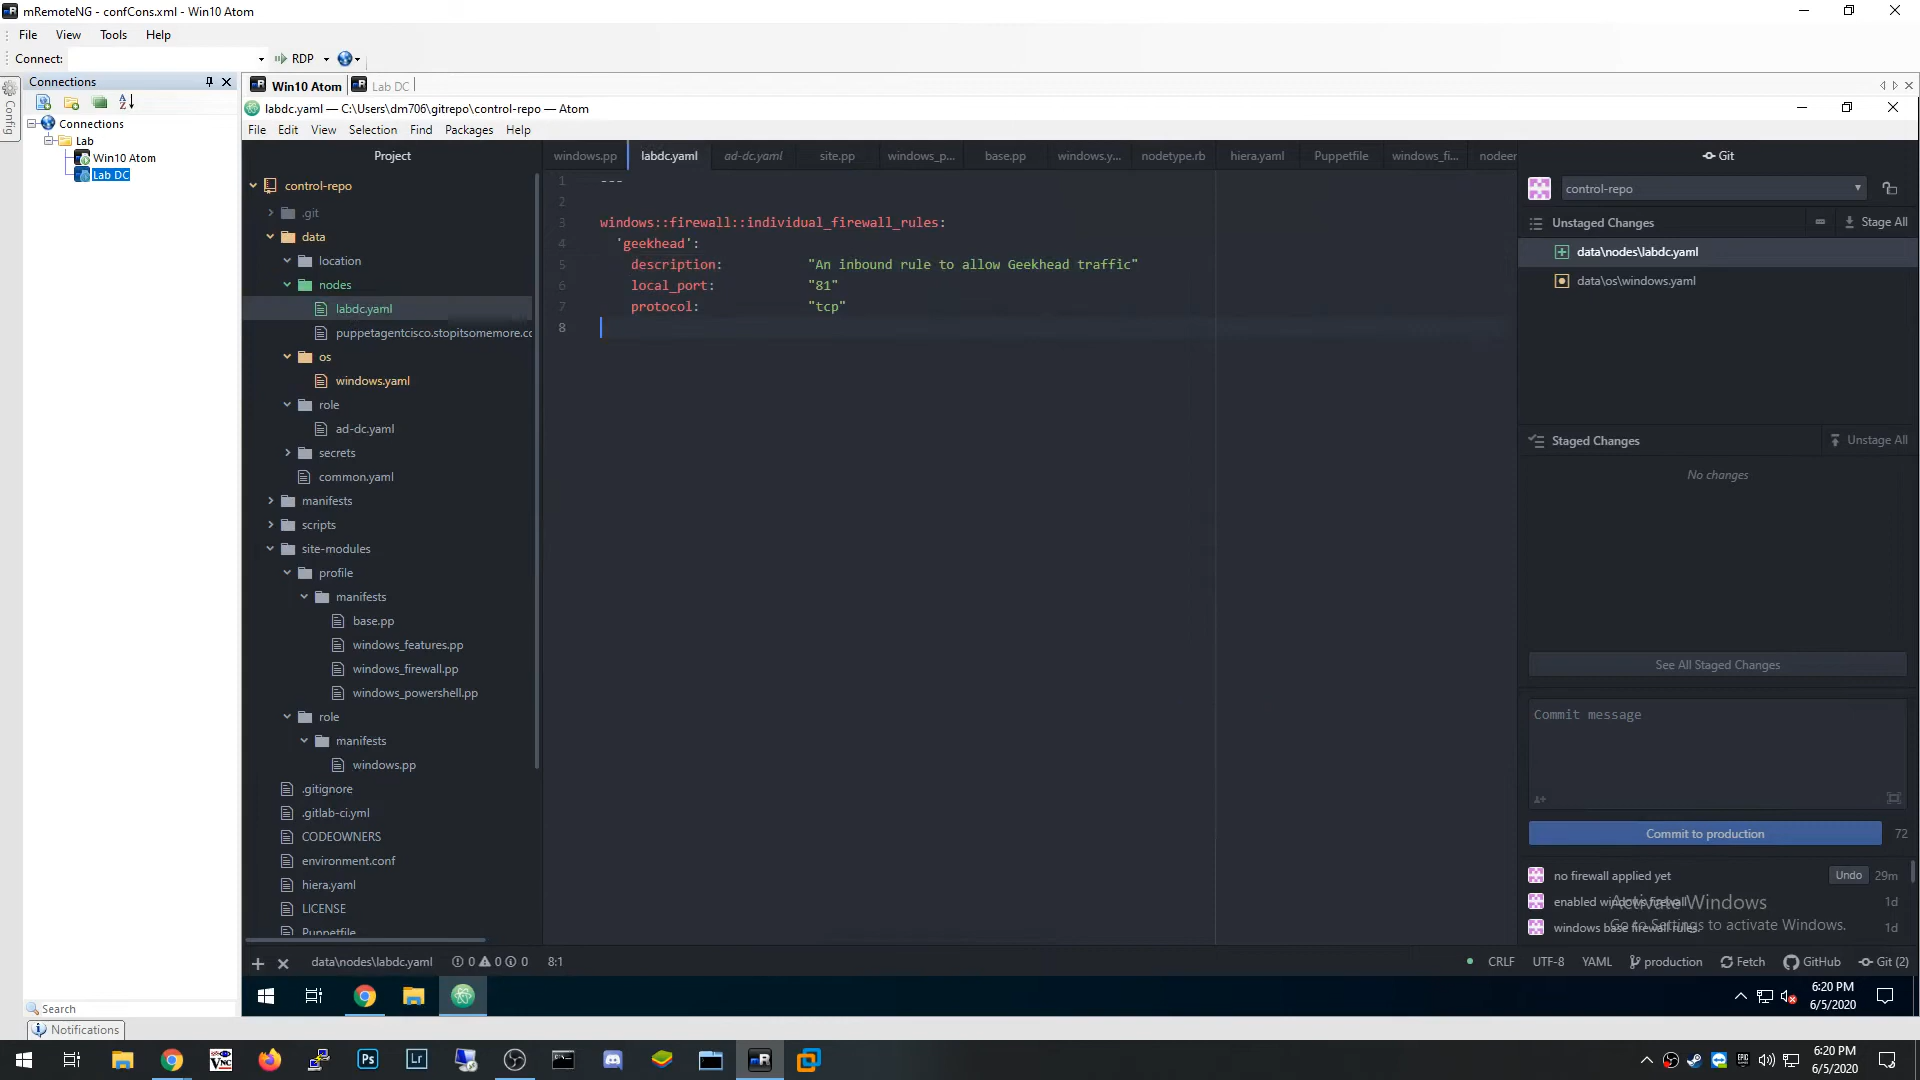 mRemoteNG - confCons.xml - Win10 Atom
File View Tools Help
Connect: RDP
Connections
Config
Connections
Lab
Win10 Atom
Lab DC
Search
Notifications
Win10 Atom Lab DC
labdc.yaml — C:\Users\dm706\gitrepo\control-repo — Atom
File Edit View Selection Find Packages Help
Project
control-repo
.git
data
location
nodes
labdc.yaml
puppetagentcisco.stopitsomemore.cc
os
windows.yaml
role
ad-dc.yaml
secrets
common.yaml
manifests
scripts
site-modules
profile
manifests
base.pp
windows_features.pp
windows_firewall.pp
windows_powershell.pp
role
manifests
windows.pp
.gitignore
.gitlab-ci.yml
CODEOWNERS
environment.conf
hiera.yaml
LICENSE
Puppetfile
windows.pp labdc.yaml ad-dc.yaml site.pp windows_p... base.pp windows.y... nodetype.rb hiera.yaml Puppetfile windows_fi... nodeer
1 ---
2
3 windows::firewall::individual_firewall_rules:
4 'geekhead':
5 description: "An inbound rule to allow Geekhead traffic"
6 local_port: "81"
7 protocol: "tcp"
8
Git
control-repo
Unstaged Changes Stage All
data\nodes\labdc.yaml
data\os\windows.yaml
Staged Changes Unstage All
No changes
See All Staged Changes
Commit message
Commit to production 72
no firewall applied yet Undo 29m
enabled windows firewall 1d
windows base firewall rules. 1d
Activate Windows
Go to Settings to activate Windows.
data\nodes\labdc.yaml 0 0 0 8:1
CRLF UTF-8 YAML production Fetch GitHub Git (2)
6:20 PM
6/5/2020
6:20 PM
6/5/2020